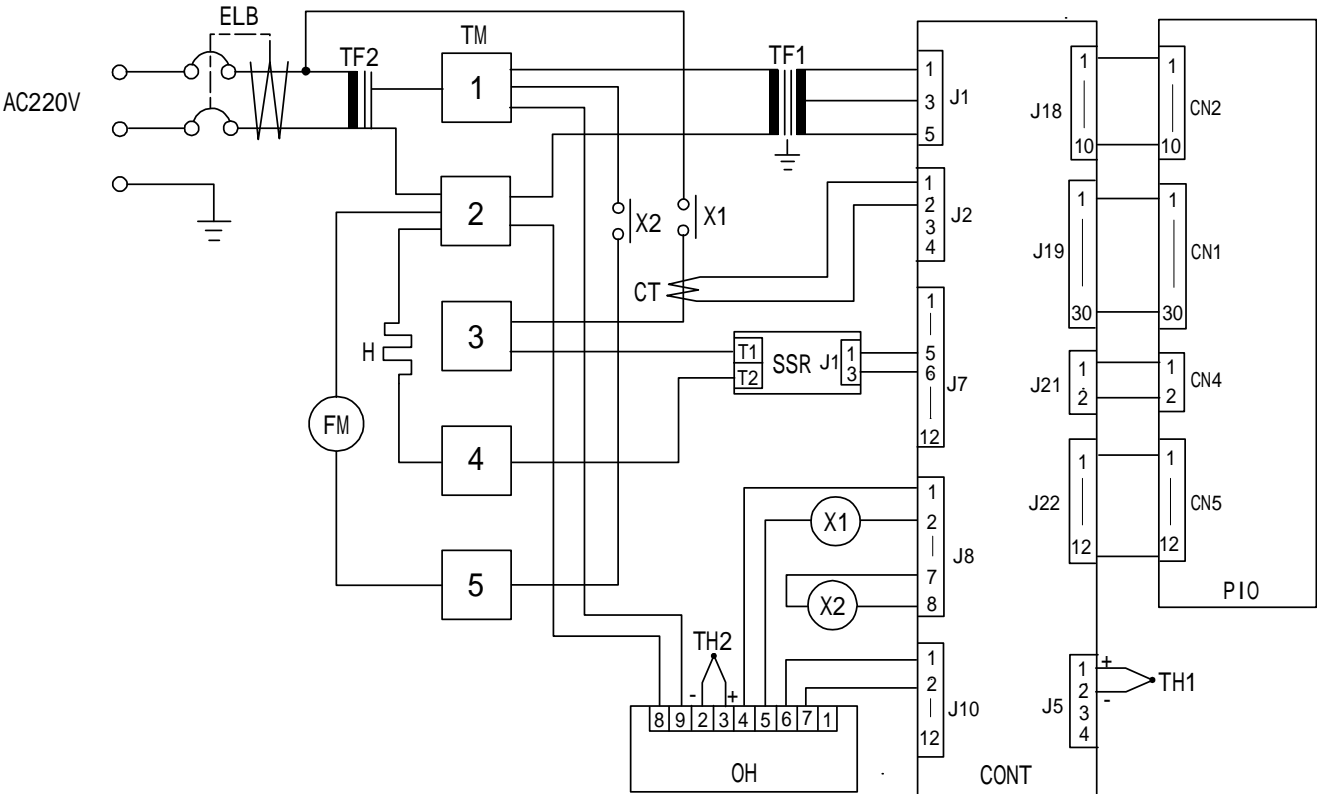 ELB
TM
TF2
TF1
AC220V
1
2
3
4
5
X2
X1
CT
H
FM
T1
T2
SSR
J1
1
3
1
3
5
J1
1
2
3
4
J2
1
5
6
12
J7
1
2
7
8
J8
1
2
12
J10
X1
X2
TH2
-
+
8 9 2 3 4 5 6 7 1
OH
CONT
J18
1
10
1
10
CN2
J19
1
30
1
30
CN1
J21
1
2
1
2
CN4
J22
1
12
1
12
CN5
PIO
J5
1
2
3
4
+
-
TH1